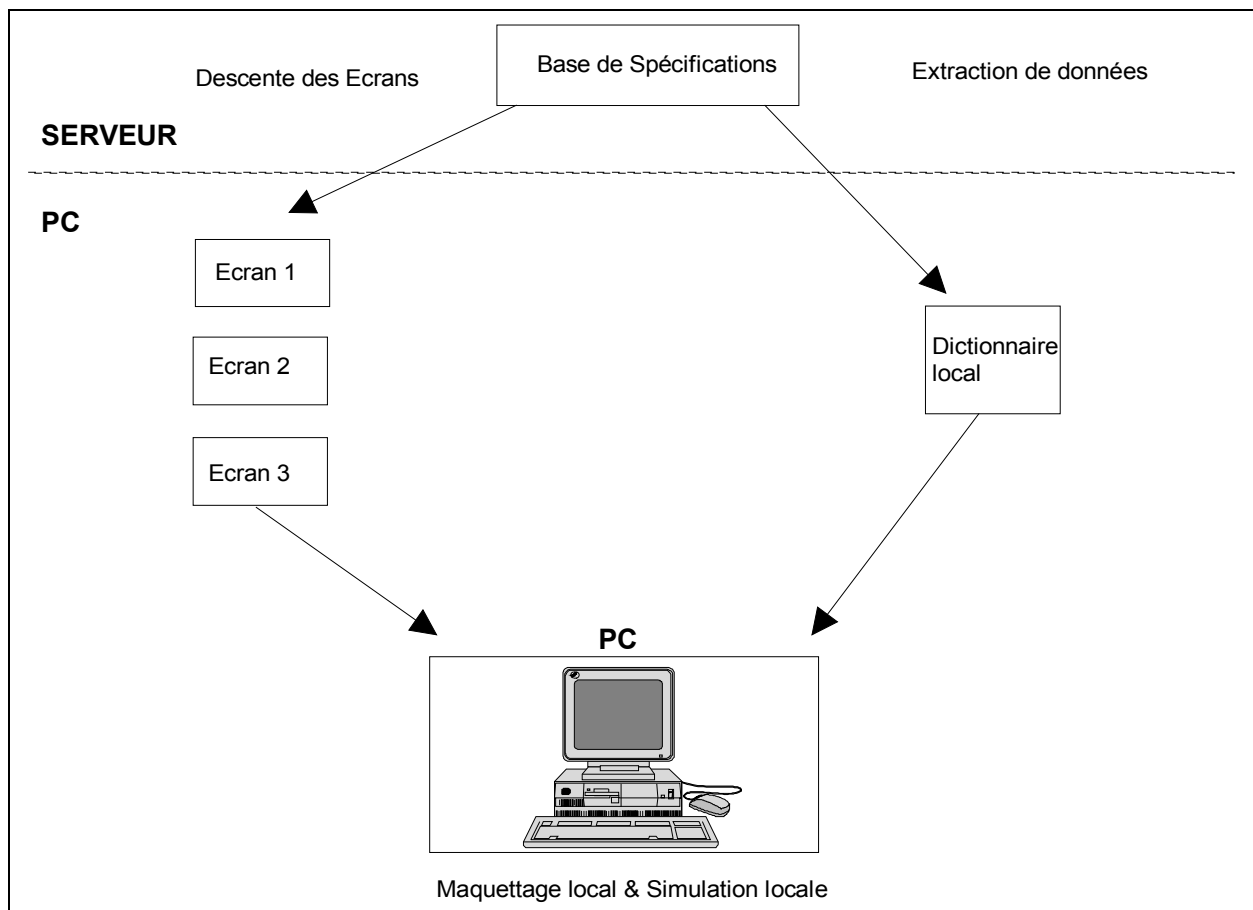 Descente des Ecrans
Base de Spécifications
Extraction de données
SERVEUR
PC
Ecran 1
Ecran 2
Ecran 3
Dictionnaire
local
PC
Maquettage local & Simulation locale